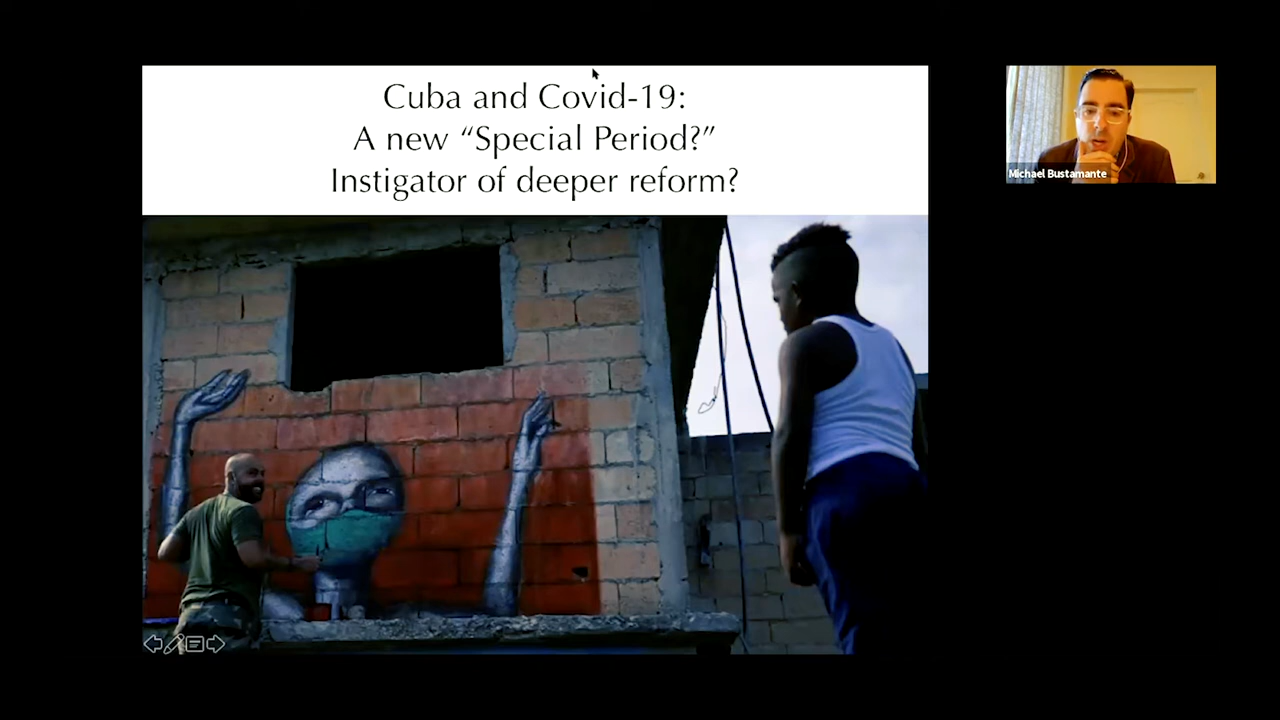 Cuba and Covid-19:
A new “Special Period?”
Instigator of deeper reform?
Michael Bustamante